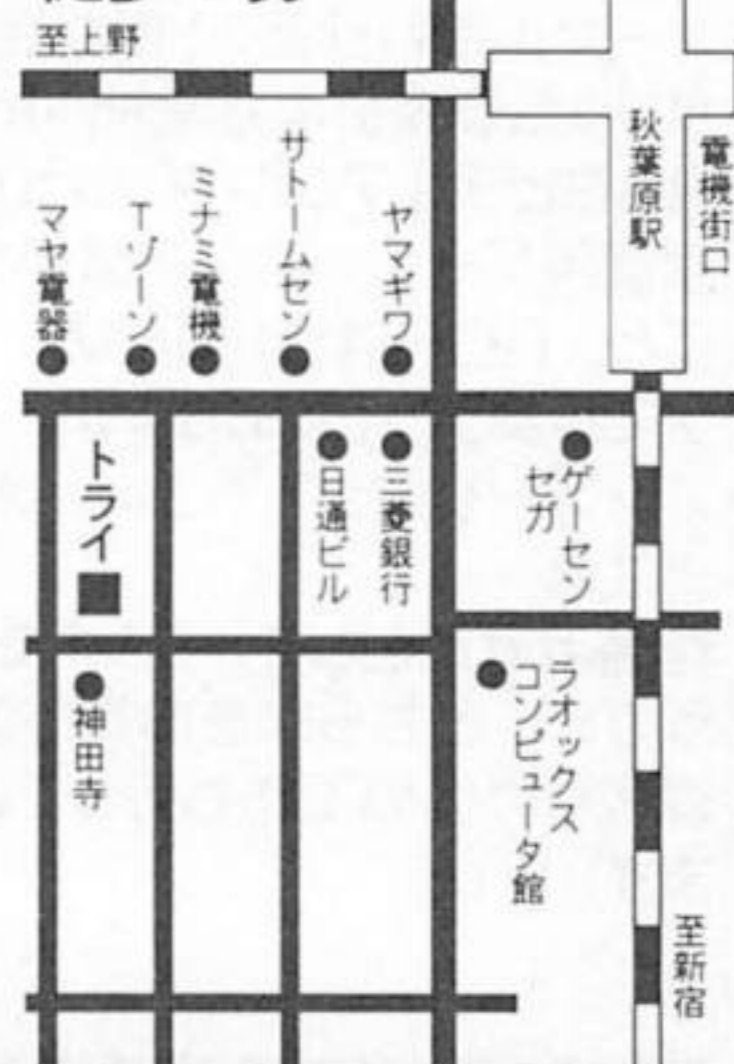 至上野
秋葉原駅
電機街口
マヤ電器
Tゾーン
ミナミ電機
サトームセン
ヤマギワ
トライ
日通ビル
三菱銀行
ゲーセン
セガ
神田寺
ラオックス
コンピュータ館
至新宿